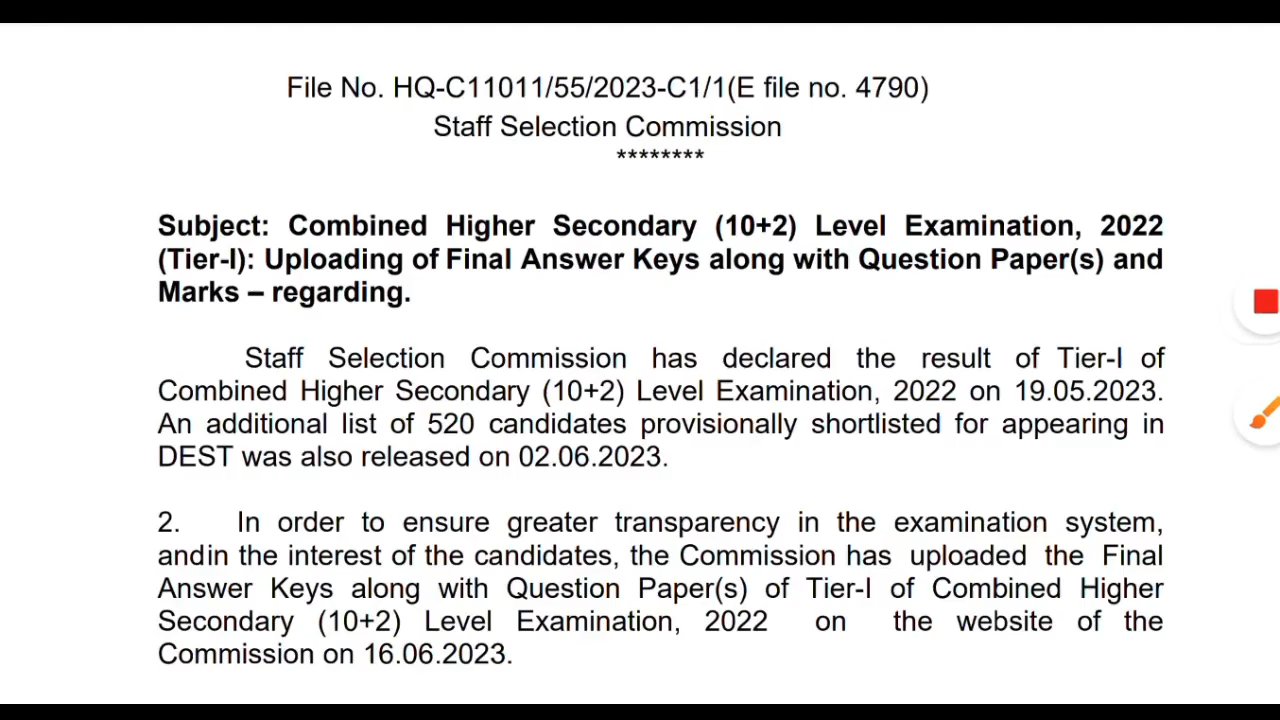 File No. HQ-C11011/55/2023-C1/1(E file no. 4790)
Staff Selection Commission
********
Subject: Combined Higher Secondary (10+2) Level Examination, 2022
(Tier-I): Uploading of Final Answer Keys along with Question Paper(s) and
Marks – regarding.
Staff Selection Commission has declared the result of Tier-I of
Combined Higher Secondary (10+2) Level Examination, 2022 on 19.05.2023.
An additional list of 520 candidates provisionally shortlisted for appearing in
DEST was also released on 02.06.2023.
2. In order to ensure greater transparency in the examination system,
andin the interest of the candidates, the Commission has uploaded the Final
Answer Keys along with Question Paper(s) of Tier-I of Combined Higher
Secondary (10+2) Level Examination, 2022 on the website of the
Commission on 16.06.2023.